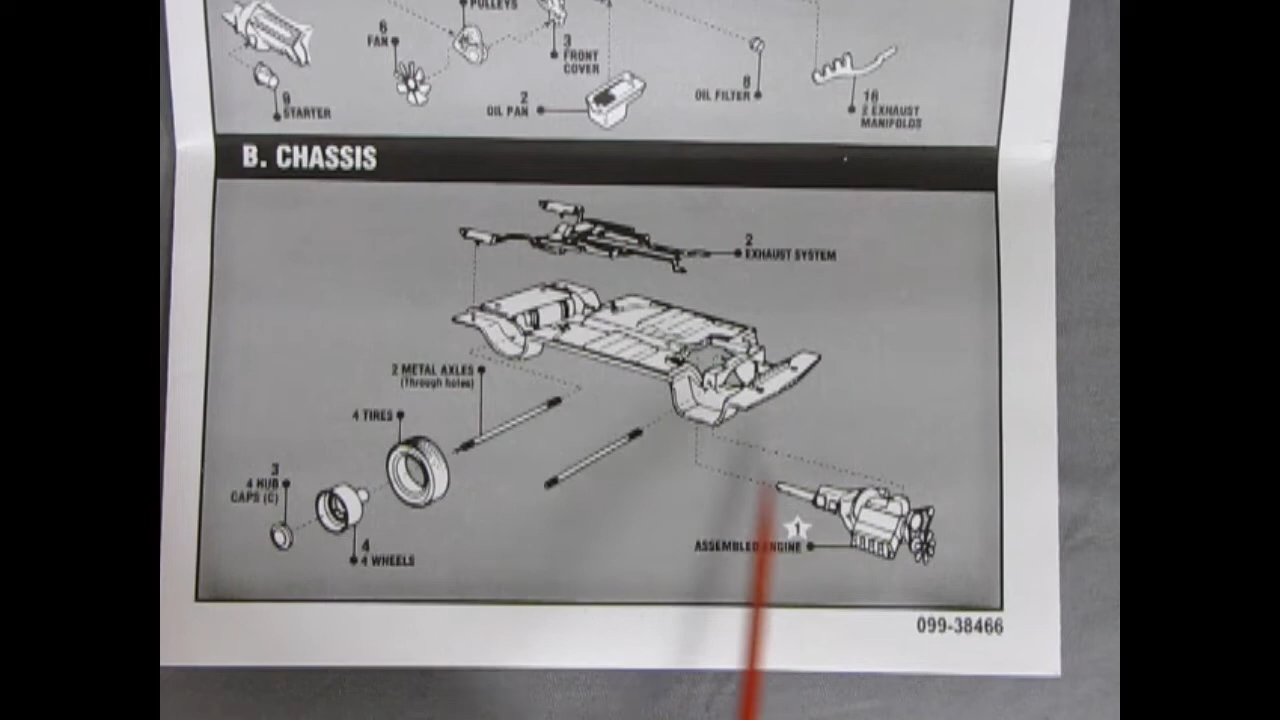 PULLEYS
6
FAN
3
FRONT
COVER
8
OIL FILTER
2
OIL PAN
9
STARTER
16
2 EXHAUST
MANIFOLDS
B. CHASSIS
2
EXHAUST SYSTEM
2 METAL AXLES
(Through holes)
4 TIRES
3
4 HUB
CAPS (C)
4
4 WHEELS
1
ASSEMBLED ENGINE
099-38466